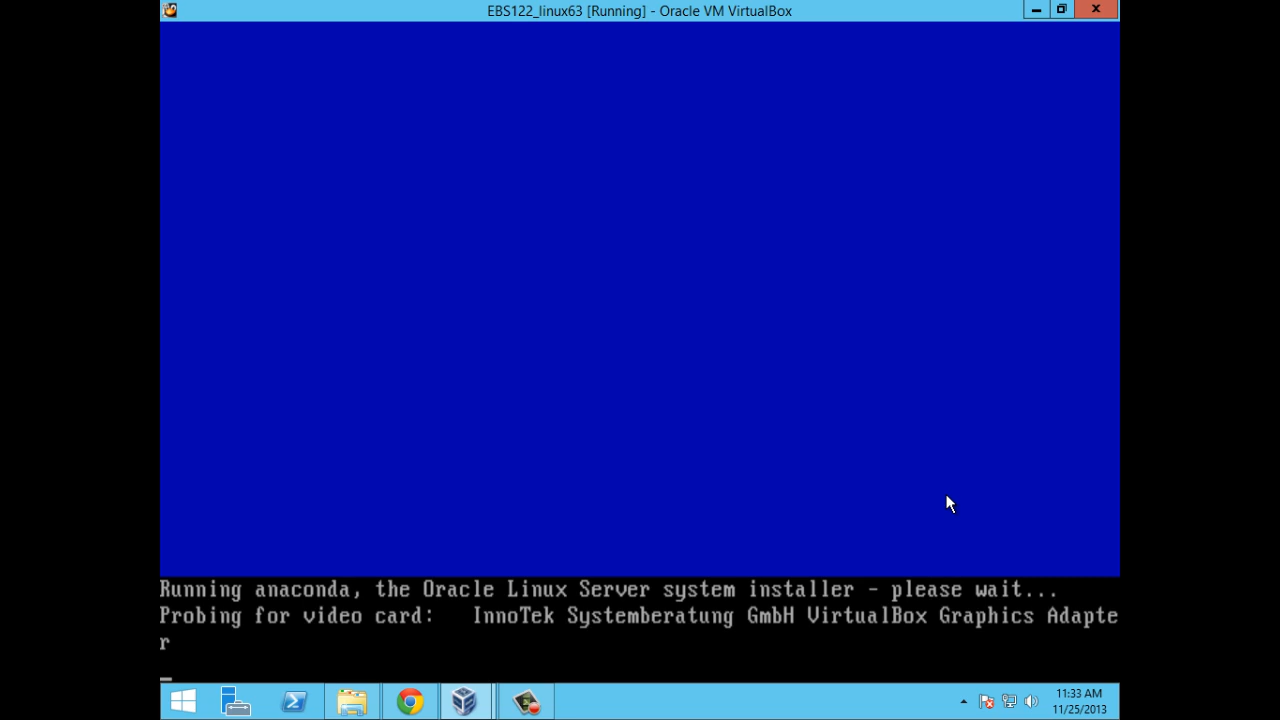 EBS122_linux63 [Running] - Oracle VM VirtualBox
Running anaconda, the Oracle Linux Server system installer - please wait...
Probing for video card:   InnoTek Systemberatung GmbH VirtualBox Graphics Adapte
r
11:33 AM
11/25/2013